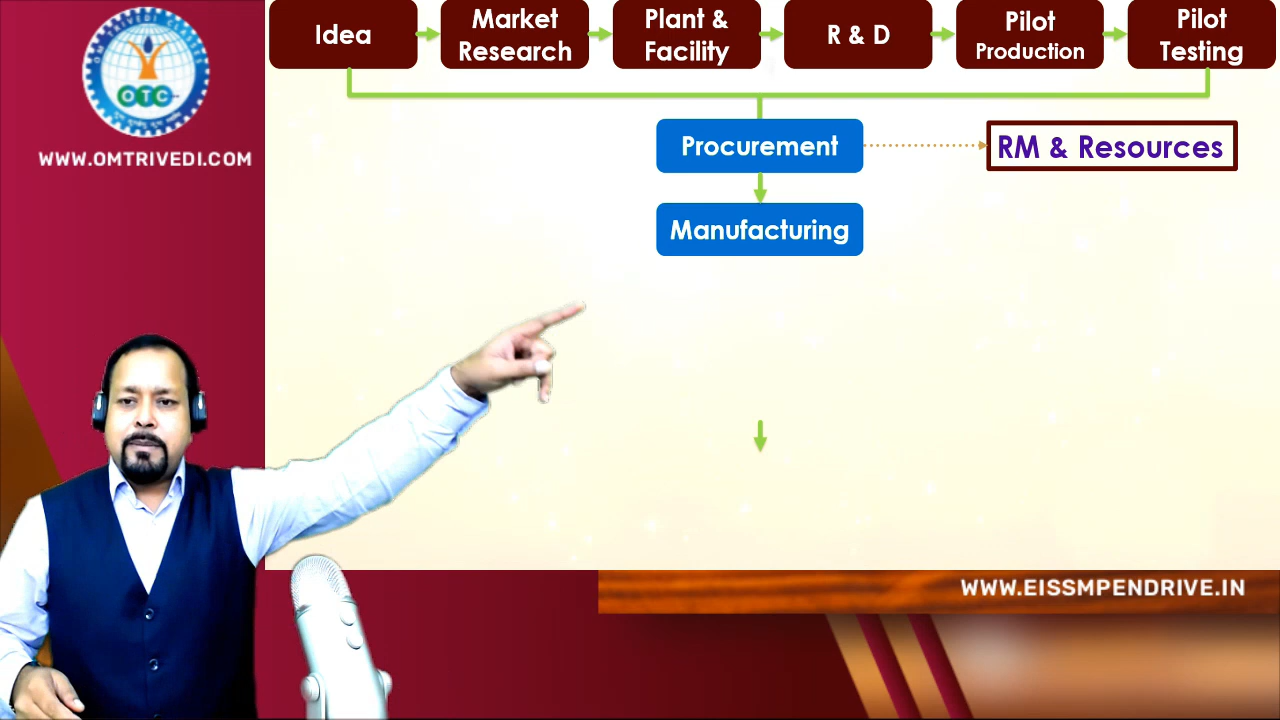 Idea
Market
Research
Plant &
Facility
R & D
Pilot
Production
Pilot
Testing
OTC
WWW.OMTRIVEDI.COM
Procurement
RM & Resources
Manufacturing
WWW.EISSMPENDRIVE.IN